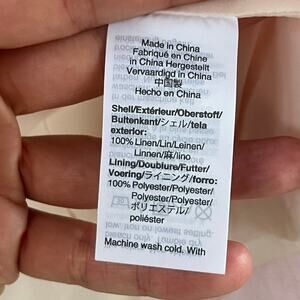 Made in China
Fabriqué en Chine
in China Hergestellt
Vervaardigd in China
中国製
Hecho en China
Shell/Extérieur/Oberstoff/
Buitenkant/シェル/tela
exterior:
100% Linen/Lin/Leinen/
Linnen/麻/lino
Lining/Doublure/Futter/
Voering/ライニング/forro:
100% Polyester/Polyester/
Polyester/Polyester/
ポリエステル/
poliéster
Machine wash cold. With